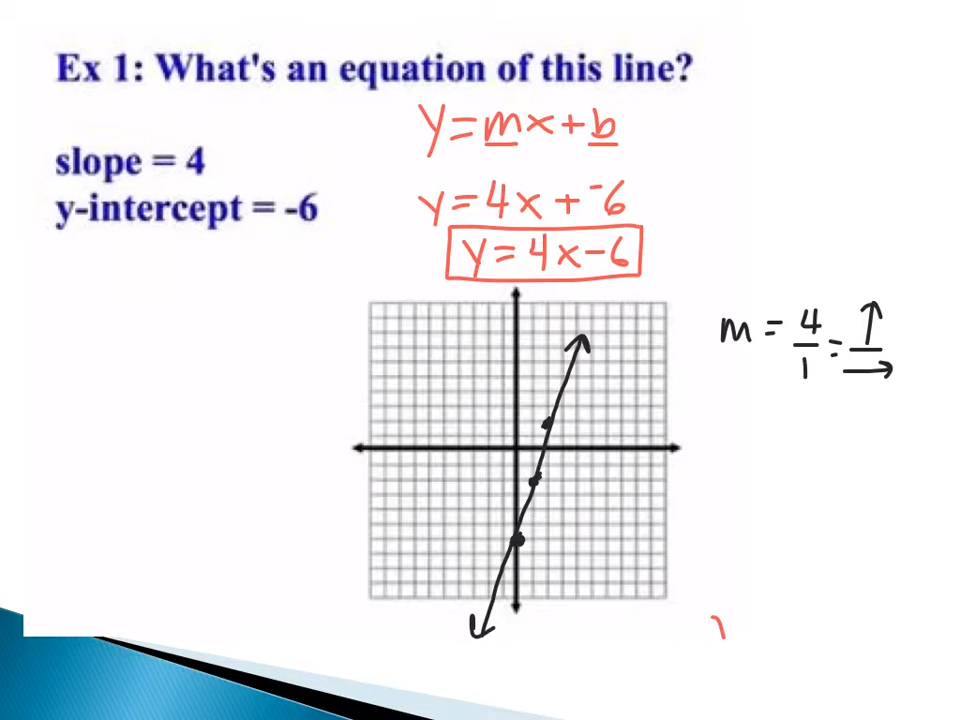 Ex 1: What's an equation of this line?
y = mx + b
slope = 4
y-intercept = -6
y = 4x + -6
y = 4x - 6
m = 4/1 = ↑/→